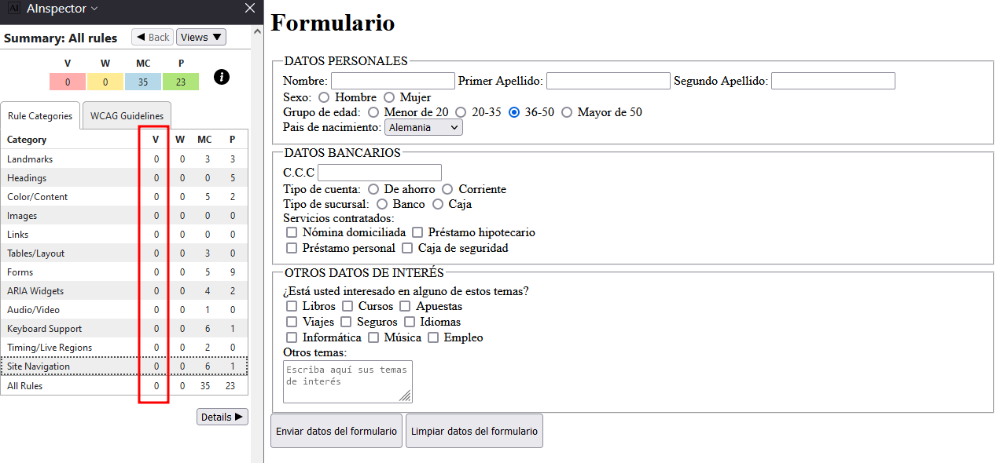 AI AInspector
Summary: All rules ◀ Back Views ▼
V W MC P
0 0 35 23
Rule Categories WCAG Guidelines
Category V W MC P
Landmarks 0 0 3 3
Headings 0 0 0 5
Color/Content 0 0 5 2
Images 0 0 0 0
Links 0 0 0 0
Tables/Layout 0 0 3 0
Forms 0 0 5 9
ARIA Widgets 0 0 4 2
Audio/Video 0 0 1 0
Keyboard Support 0 0 6 1
Timing/Live Regions 0 0 2 0
Site Navigation 0 0 6 1
All Rules 0 0 35 23
Details ▶
Formulario
DATOS PERSONALES
Nombre: Primer Apellido: Segundo Apellido:
Sexo: Hombre Mujer
Grupo de edad: Menor de 20 20-35 36-50 Mayor de 50
Pais de nacimiento: Alemania
DATOS BANCARIOS
C.C.C
Tipo de cuenta: De ahorro Corriente
Tipo de sucursal: Banco Caja
Servicios contratados:
Nómina domiciliada Préstamo hipotecario
Préstamo personal Caja de seguridad
OTROS DATOS DE INTERÉS
¿Está usted interesado en alguno de estos temas?
Libros Cursos Apuestas
Viajes Seguros Idiomas
Informática Música Empleo
Otros temas:
Escriba aquí sus temas
de interés
Enviar datos del formulario Limpiar datos del formulario